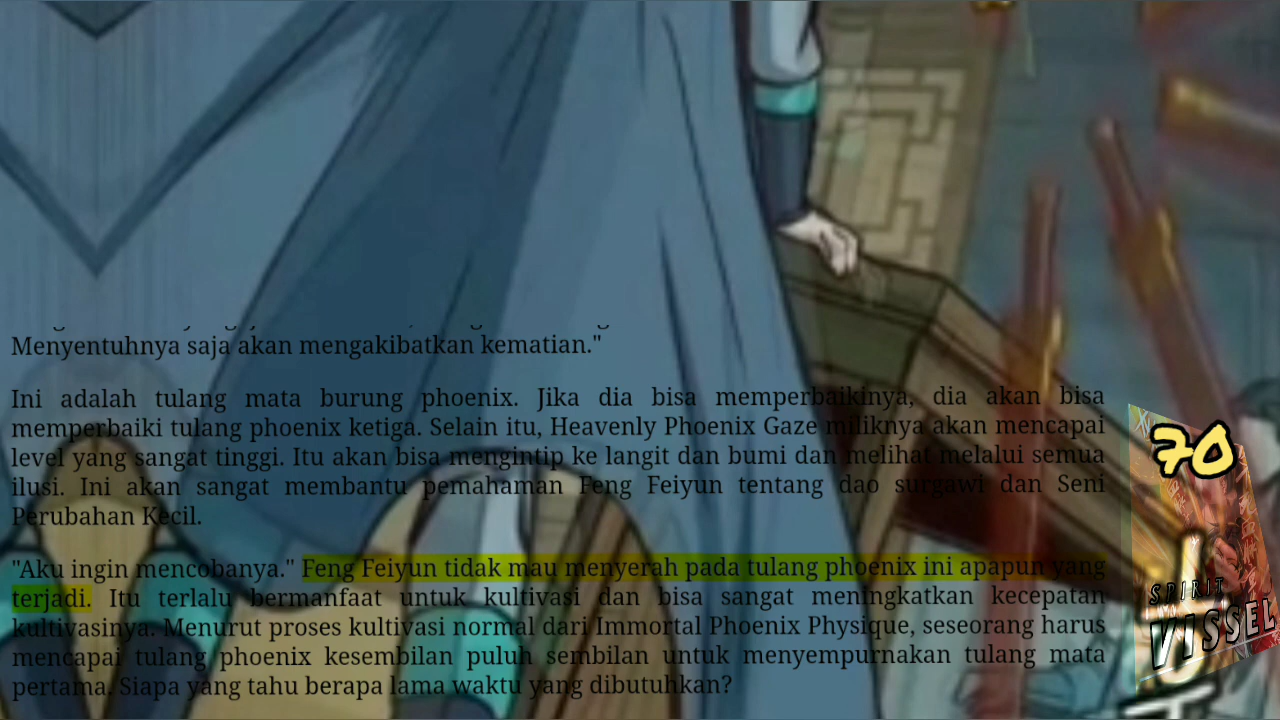 Menyentuhnya saja akan mengakibatkan kematian."
Ini adalah tulang mata burung phoenix. Jika dia bisa memperbaikinya, dia akan bisa
memperbaiki tulang phoenix ketiga. Selain itu, Heavenly Phoenix Gaze miliknya akan mencapai
level yang sangat tinggi. Itu akan bisa mengintip ke langit dan bumi dan melihat melalui semua
ilusi. Ini akan sangat membantu pemahaman Feng Feiyun tentang dao surgawi dan Seni
Perubahan Kecil.
"Aku ingin mencobanya." Feng Feiyun tidak mau menyerah pada tulang phoenix ini apapun yang
terjadi. Itu terlalu bermanfaat untuk kultivasi dan bisa sangat meningkatkan kecepatan
kultivasinya. Menurut proses kultivasi normal dari Immortal Phoenix Physique, seseorang harus
mencapai tulang phoenix kesembilan puluh sembilan untuk menyempurnakan tulang mata
pertama. Siapa yang tahu berapa lama waktu yang dibutuhkan?
70
SPIRIT
VISSEL